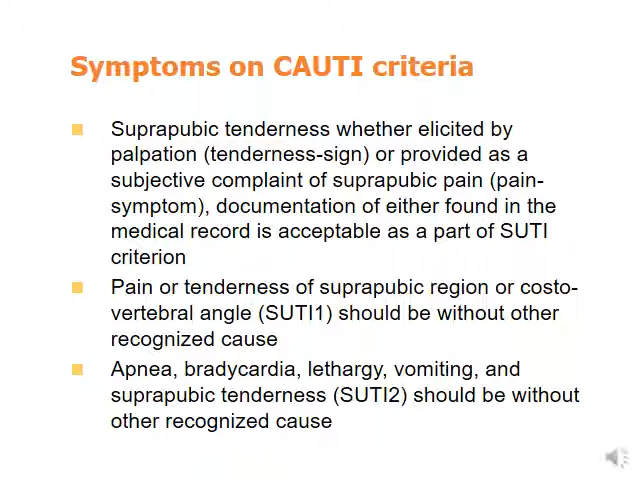 Symptoms on CAUTI criteria
Suprapubic tenderness whether elicited by
palpation (tenderness-sign) or provided as a
subjective complaint of suprapubic pain (pain-
symptom), documentation of either found in the
medical record is acceptable as a part of SUTI
criterion
Pain or tenderness of suprapubic region or costo-
vertebral angle (SUTI1) should be without other
recognized cause
Apnea, bradycardia, lethargy, vomiting, and
suprapubic tenderness (SUTI2) should be without
other recognized cause